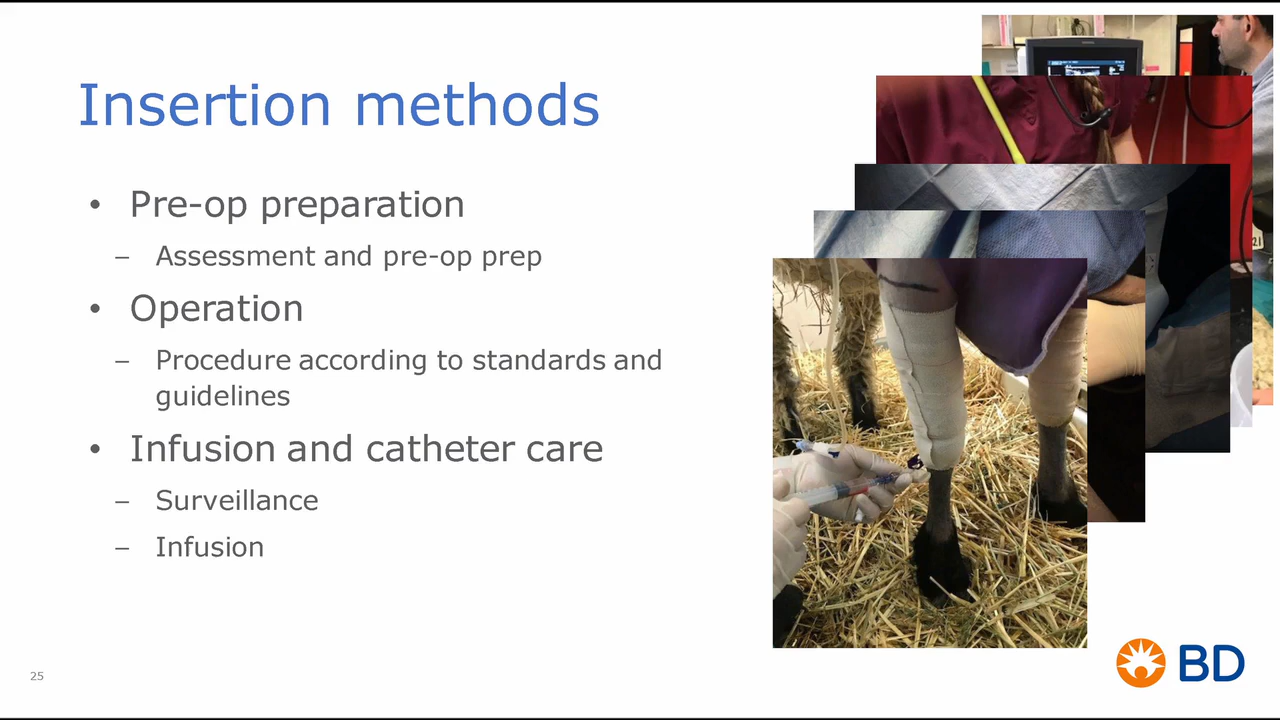 Insertion methods
• Pre-op preparation
– Assessment and pre-op prep
• Operation
– Procedure according to standards and
guidelines
• Infusion and catheter care
– Surveillance
– Infusion
21
25
BD